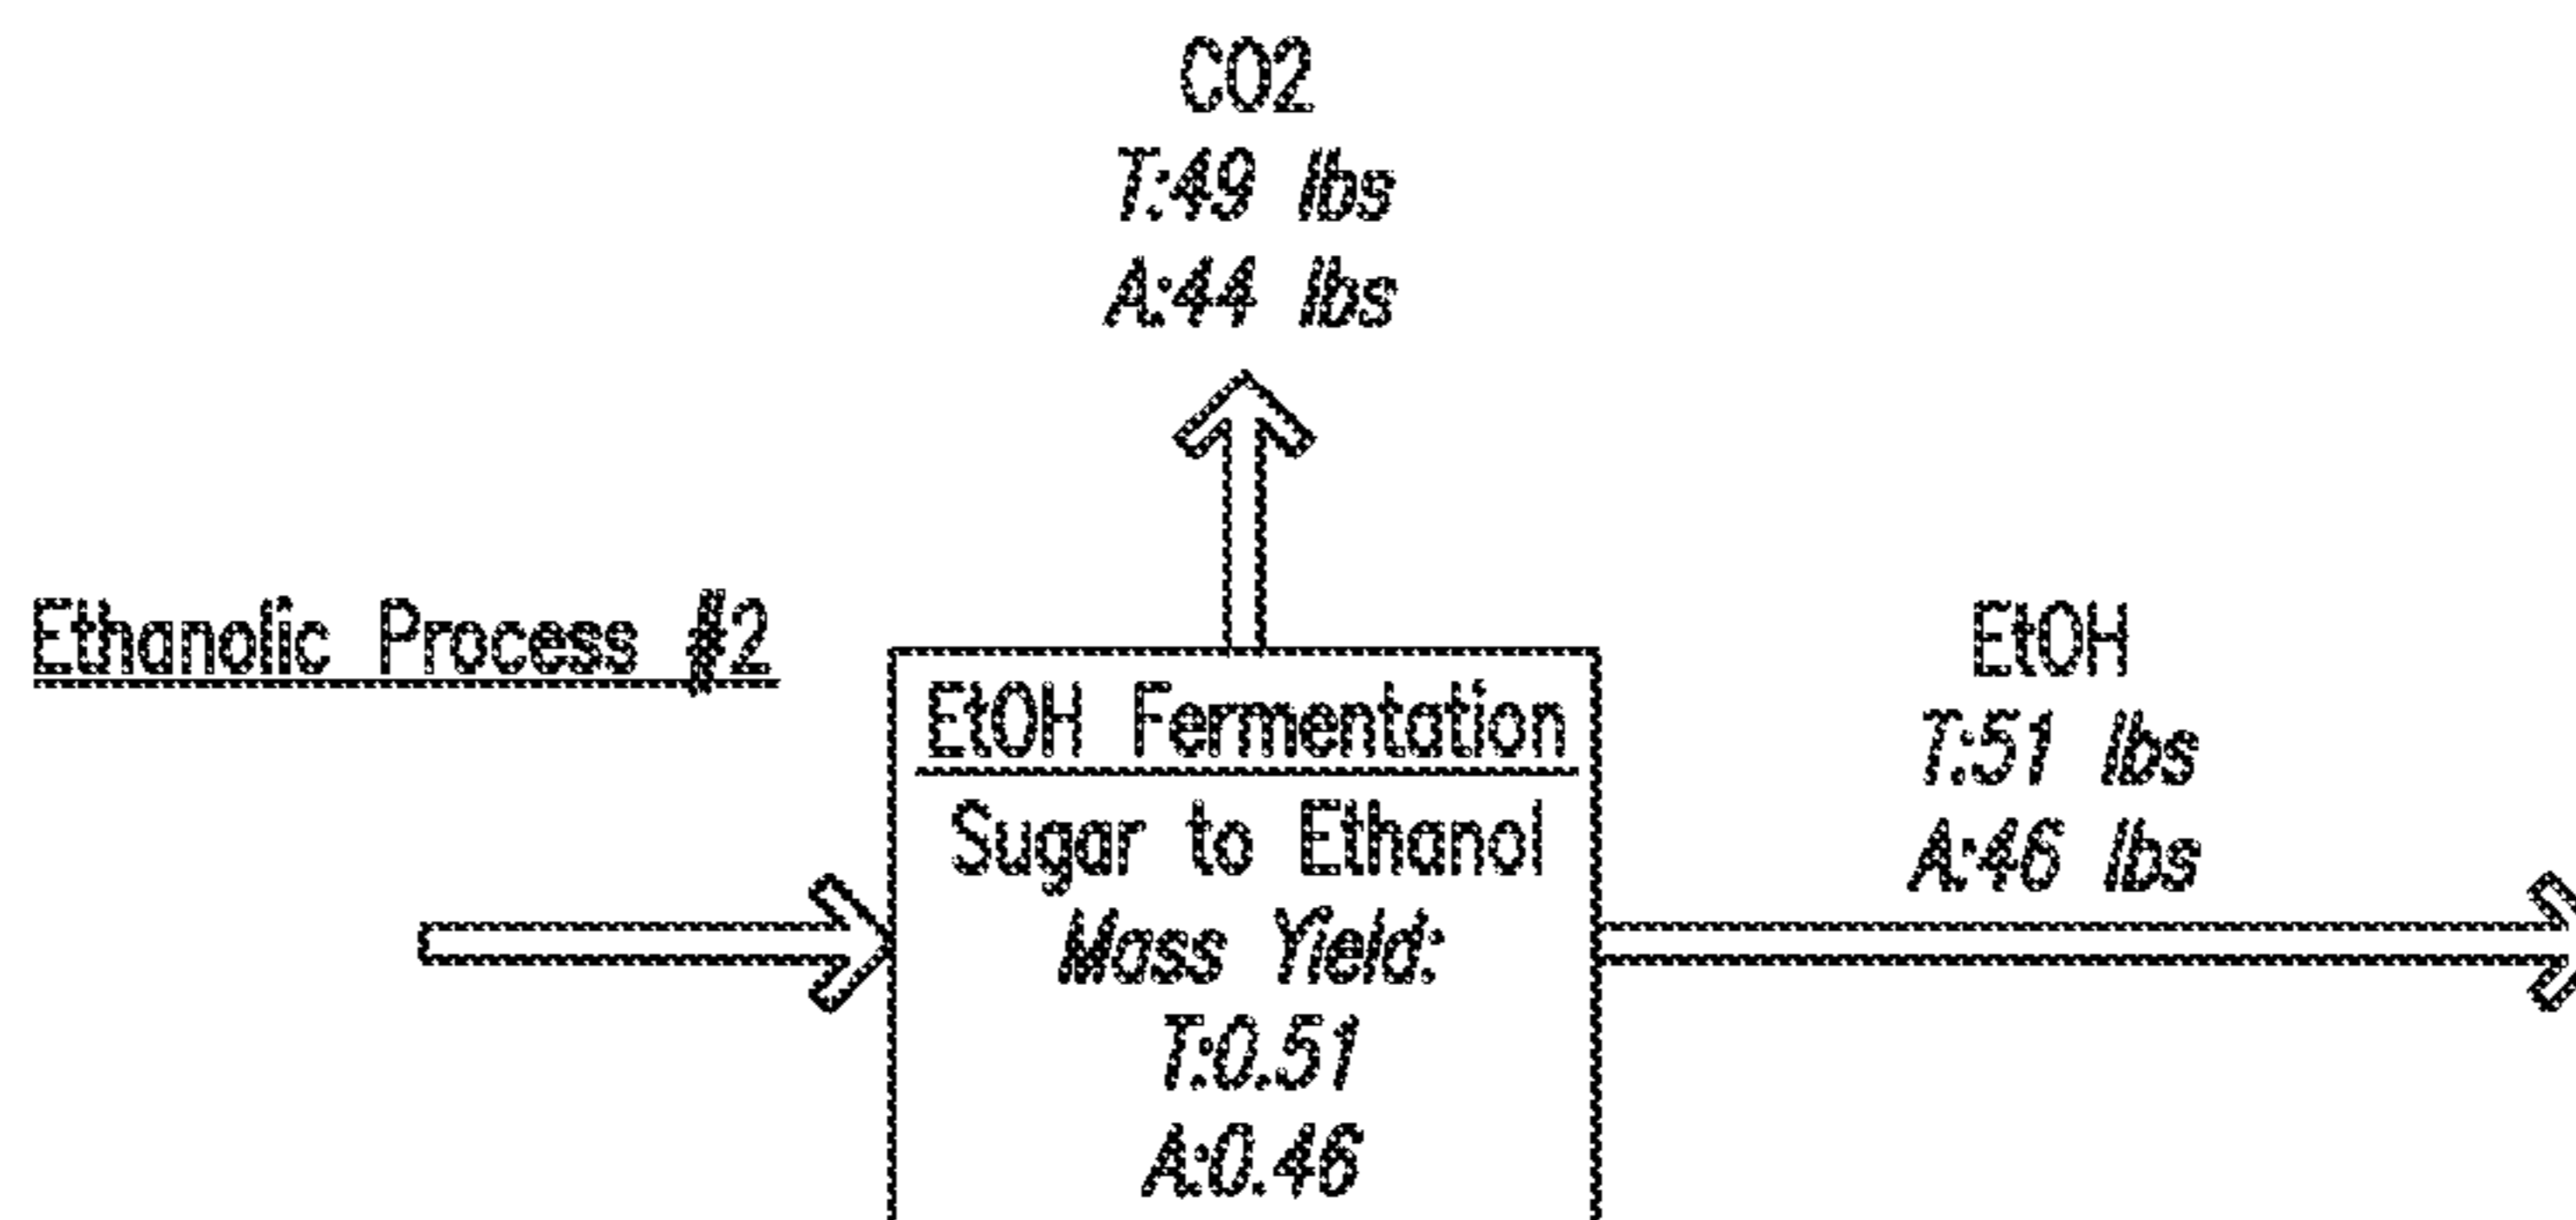 CO2
T:49 lbs
A:44 lbs
Ethanolic Process #2
EtOH Fermentation
Sugar to Ethanol
Mass Yield:
T:0.51
A:0.46
EtOH
T:51 lbs
A:46 lbs